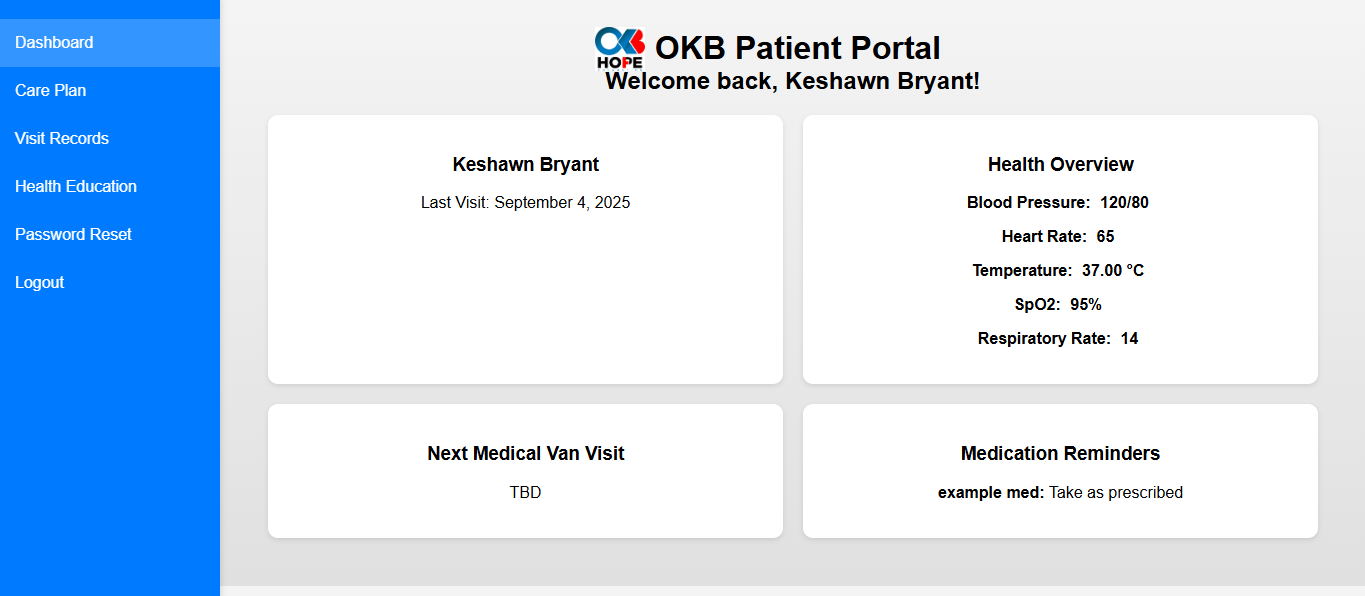 Dashboard
Care Plan
Visit Records
Health Education
Password Reset
Logout
OKB HOPE
OKB Patient Portal
Welcome back, Keshawn Bryant!
Keshawn Bryant
Last Visit: September 4, 2025
Health Overview
Blood Pressure: 120/80
Heart Rate: 65
Temperature: 37.00 °C
SpO2: 95%
Respiratory Rate: 14
Next Medical Van Visit
TBD
Medication Reminders
example med: Take as prescribed